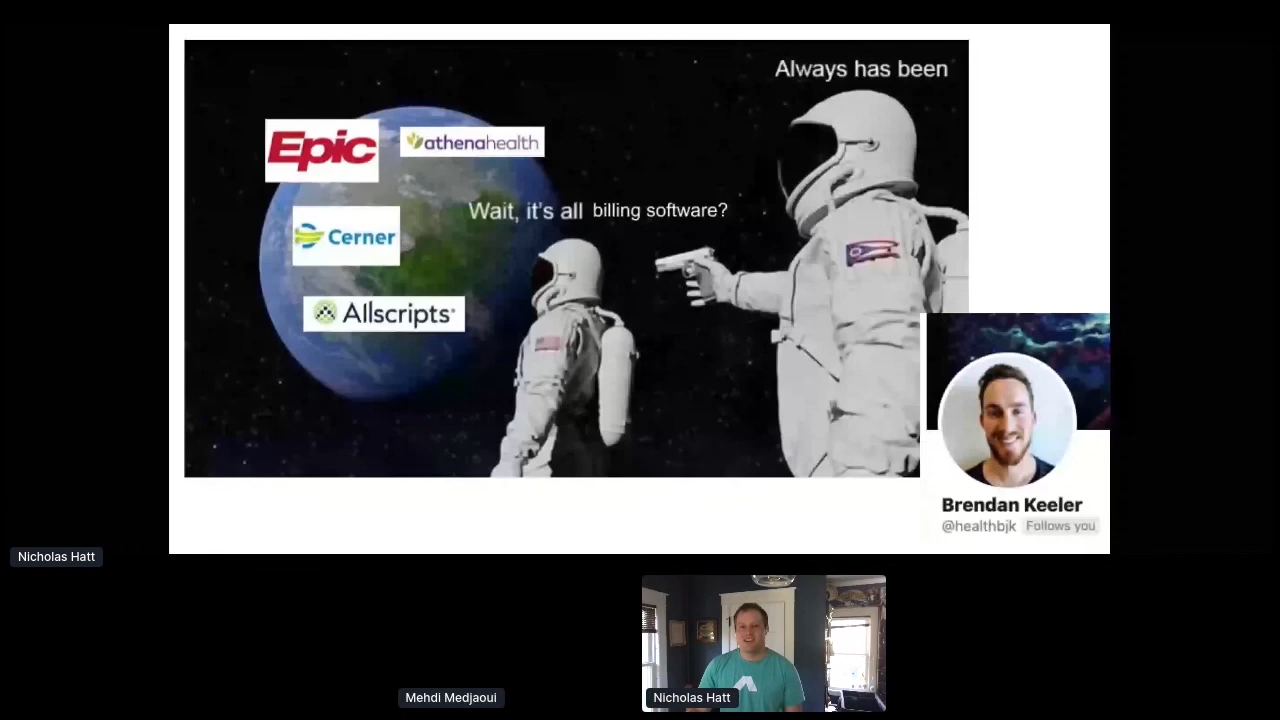 Always has been
Epic
athenahealth
Wait, it's all billing software?
Cerner
Allscripts
Brendan Keeler
@healthbjk Follows you
Nicholas Hatt
Mehdi Medjaoui
Nicholas Hatt